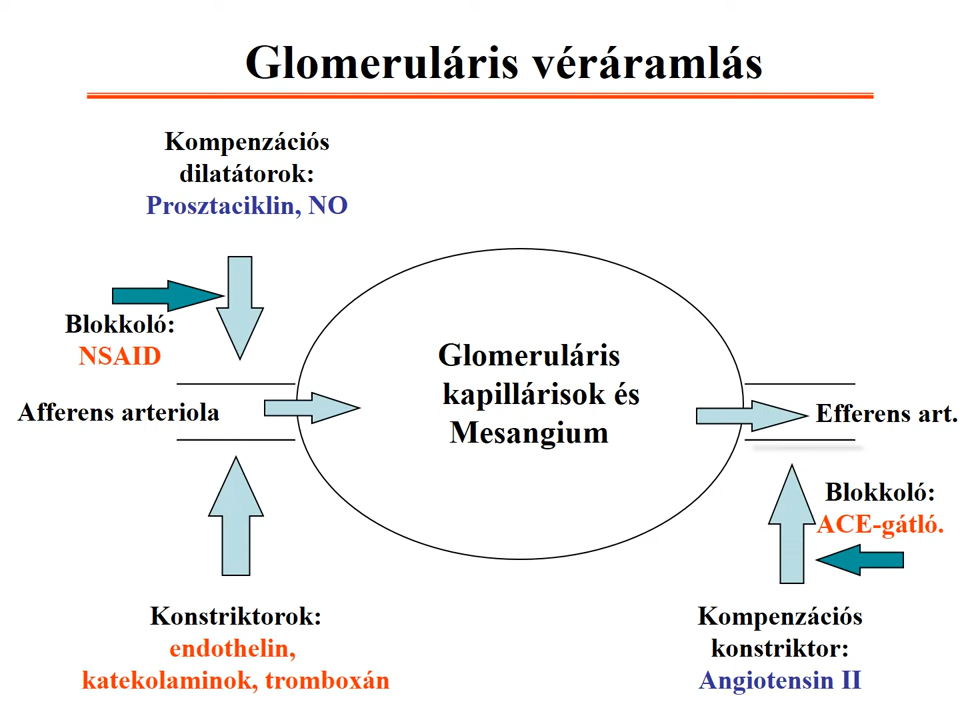 Glomeruláris véráramlás
Kompenzációs
dilatátorok:
Prosztaciklin, NO
Blokkoló:
NSAID
Afferens arteriola
Glomeruláris
kapillárisok és
Mesangium
Efferens art.
Blokkoló:
ACE-gátló.
Konstriktorok:
endothelin,
katekolaminok, tromboxán
Kompenzációs
konstriktor:
Angiotensin II